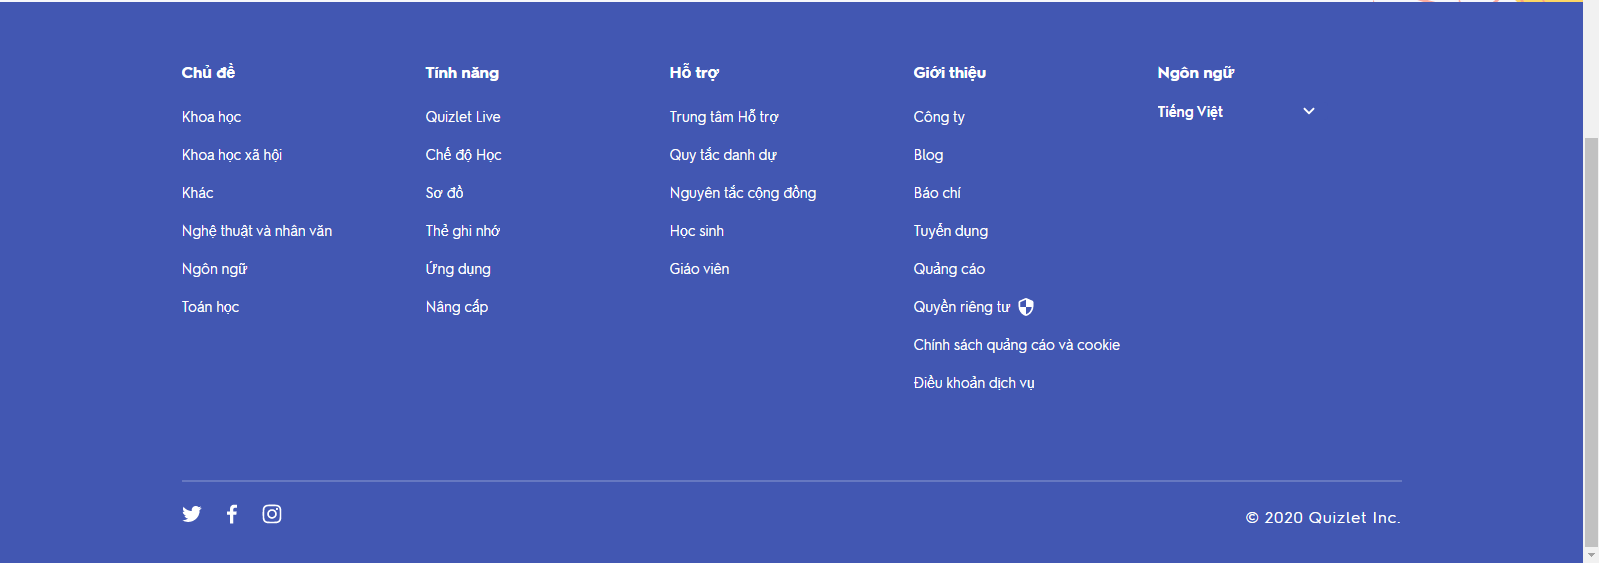 Chủ đề
Khoa học
Khoa học xã hội
Khác
Nghệ thuật và nhân văn
Ngôn ngữ
Toán học
Tính năng
Quizlet Live
Chế độ Học
Sơ đồ
Thẻ ghi nhớ
Ứng dụng
Nâng cấp
Hỗ trợ
Trung tâm Hỗ trợ
Quy tắc danh dự
Nguyên tắc cộng đồng
Học sinh
Giáo viên
Giới thiệu
Công ty
Blog
Báo chí
Tuyển dụng
Quảng cáo
Quyền riêng tư
Chính sách quảng cáo và cookie
Điều khoản dịch vụ
Ngôn ngữ
Tiếng Việt
© 2020 Quizlet Inc.